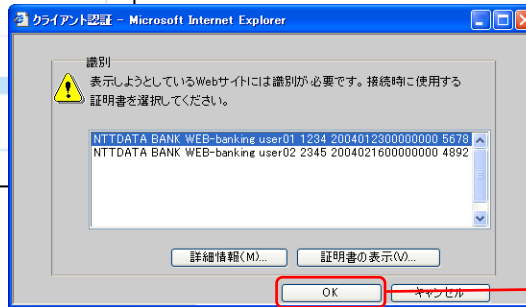 クライアント認証 - Microsoft Internet Explorer
識別
表示しようとしているWebサイトには識別が必要です。接続時に使用する
証明書を選択してください。
NTTDATA BANK WEB-banking user01 1234 2004012300000000 5678
NTTDATA BANK WEB-banking user02 2345 2004021600000000 4892
詳細情報(M)... 証明書の表示(V)...
OK キャンセル